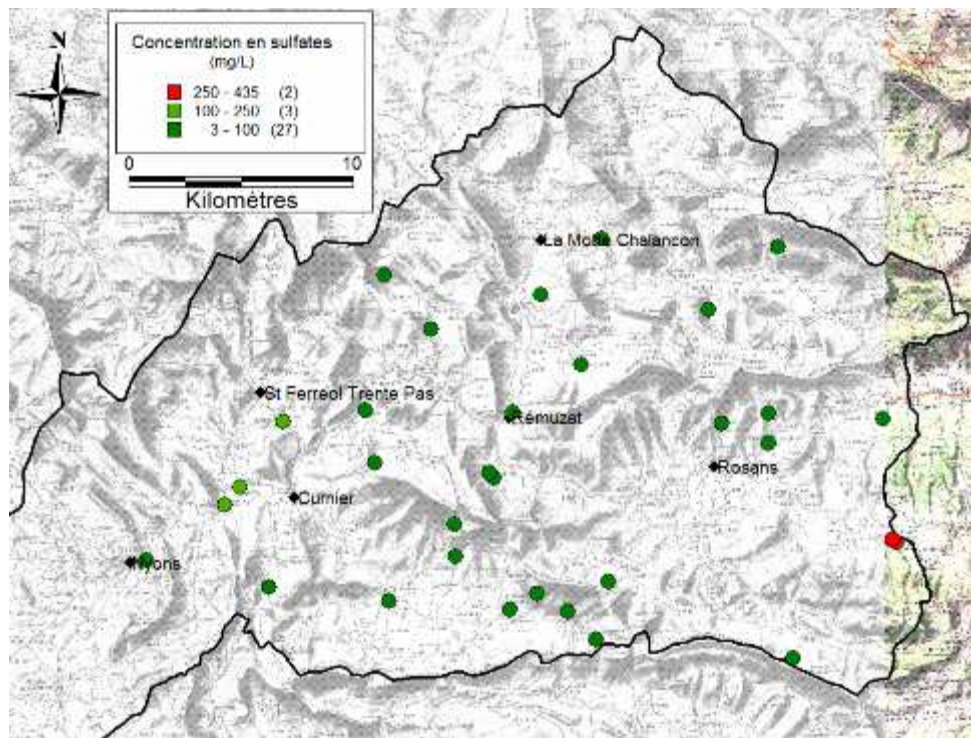 N
Concentration en sulfates
(mg/L)
250 - 435 (2)
100 - 250 (3)
3 - 100 (27)
0 10
Kilomètres
La Motte Chalancon
St Ferreol Trente Pas
Rémuzat
Rosans
Curnier
Nyons